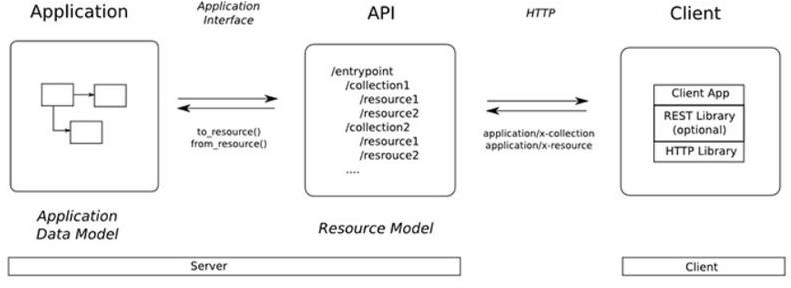 Application
Application
Interface
API
HTTP
Client
/entrypoint
/collection1
/resource1
/resource2
/collection2
/resource1
/resrouce2
....
to_resource()
from_resource()
application/x-collection
application/x-resource
Client App
REST Library
(optional)
HTTP Library
Application
Data Model
Resource Model
Server
Client